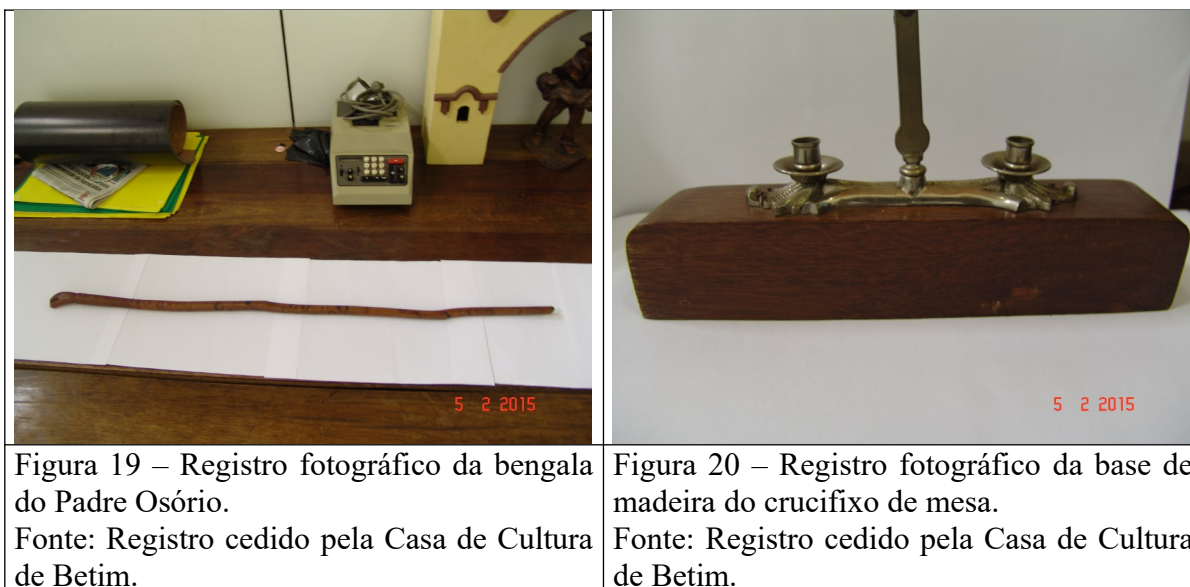 5 2 2015
5 2 2015
Figura 19 – Registro fotográfico da bengala
do Padre Osório.
Fonte: Registro cedido pela Casa de Cultura
de Betim.
Figura 20 – Registro fotográfico da base de
madeira do crucifixo de mesa.
Fonte: Registro cedido pela Casa de Cultura
de Betim.